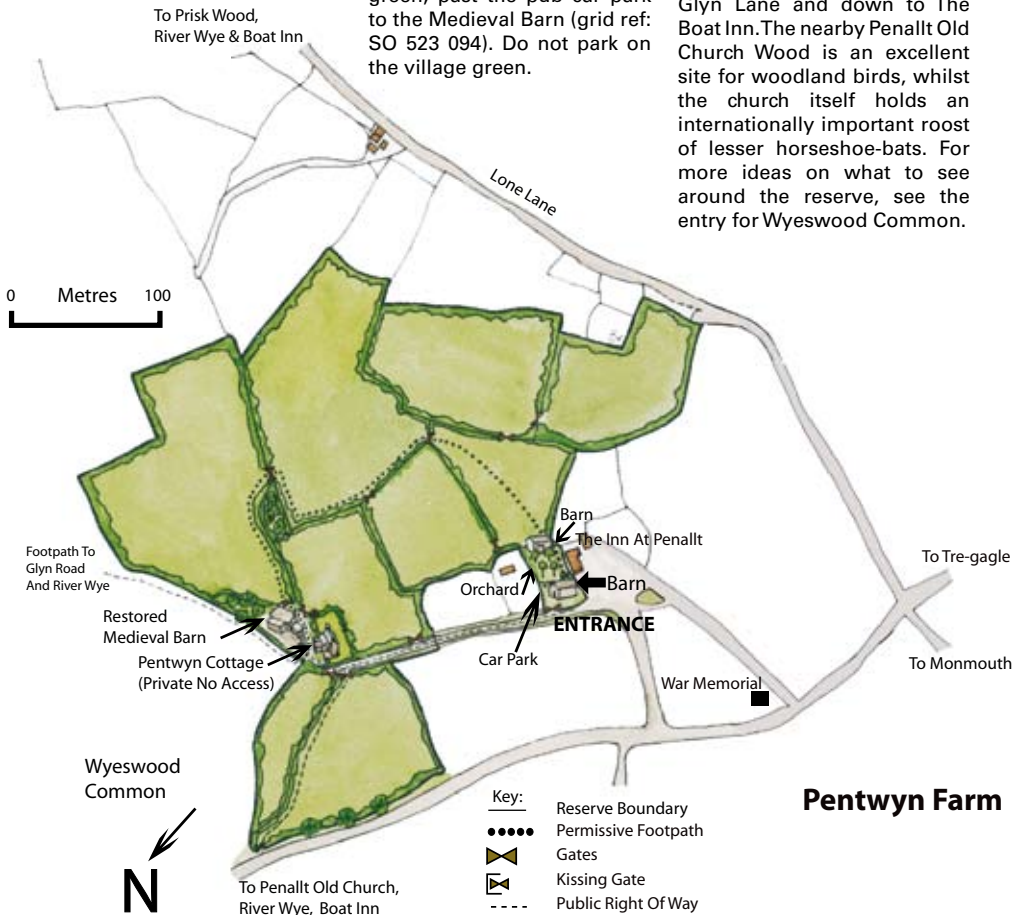 green, past the pub car park
to the Medieval Barn (grid ref:
SO 523 094). Do not park on
the village green.
Glyn Lane and down to The
Boat Inn.The nearby Penallt Old
Church Wood is an excellent
site for woodland birds, whilst
the church itself holds an
internationally important roost
of lesser horseshoe-bats. For
more ideas on what to see
around the reserve, see the
entry for Wyeswood Common.
To Prisk Wood,
River Wye & Boat Inn
Lone Lane
0 Metres 100
Barn
The Inn At Penallt
Footpath To
Glyn Road
And River Wye
Orchard
Barn
To Tre-gagle
Restored
Medieval Barn
ENTRANCE
Pentwyn Cottage
(Private No Access)
Car Park
To Monmouth
War Memorial
Wyeswood
Common
N
To Penallt Old Church,
River Wye, Boat Inn
Key:
Reserve Boundary
Permissive Footpath
Gates
Kissing Gate
Public Right Of Way
Pentwyn Farm